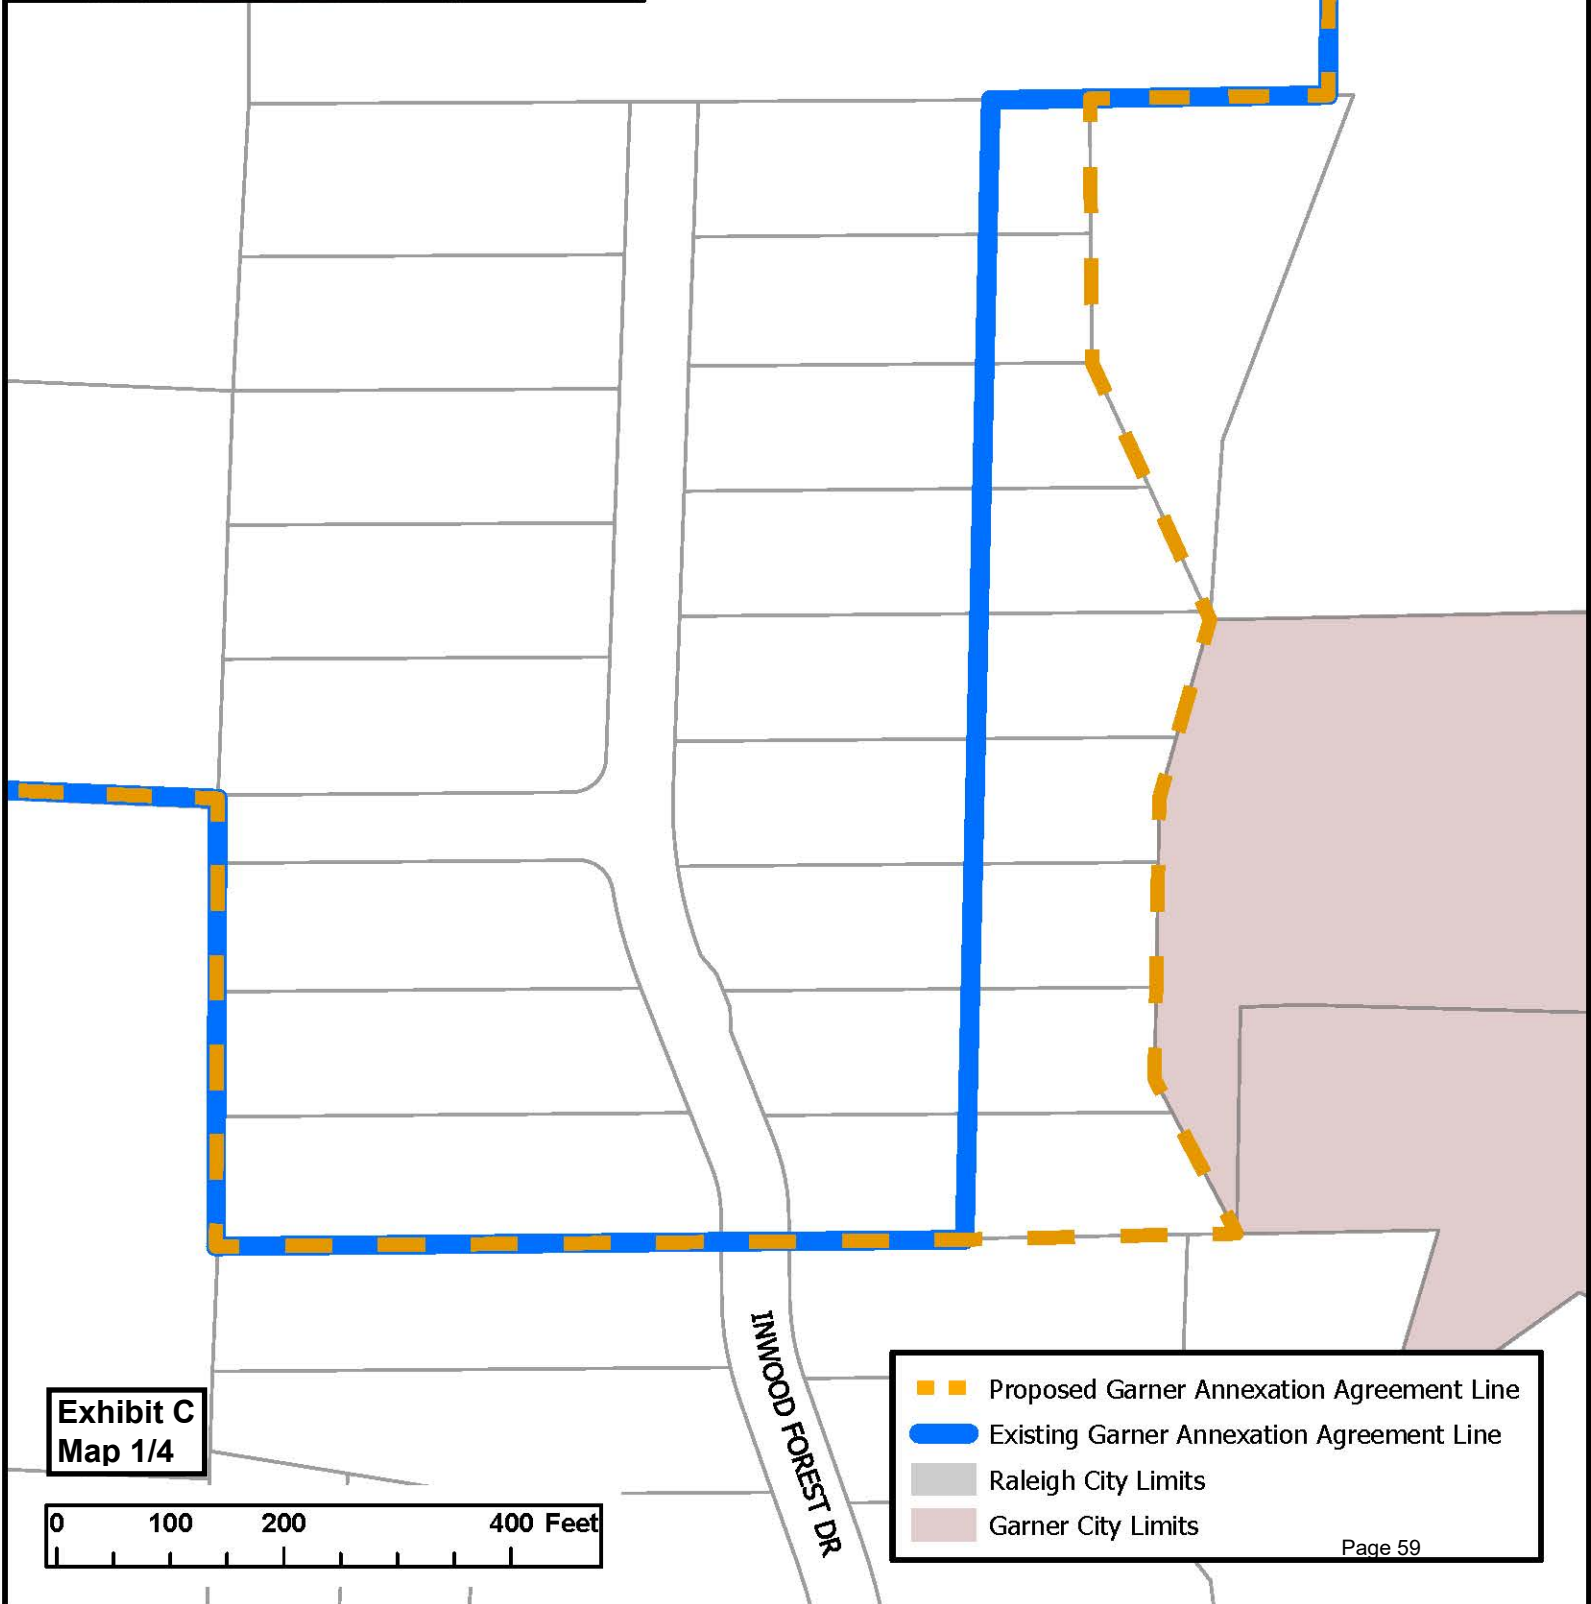 INWOOD FOREST DR
Exhibit C
Map 1/4
0 100 200 400 Feet
Proposed Garner Annexation Agreement Line
Existing Garner Annexation Agreement Line
Raleigh City Limits
Garner City Limits
Page 59